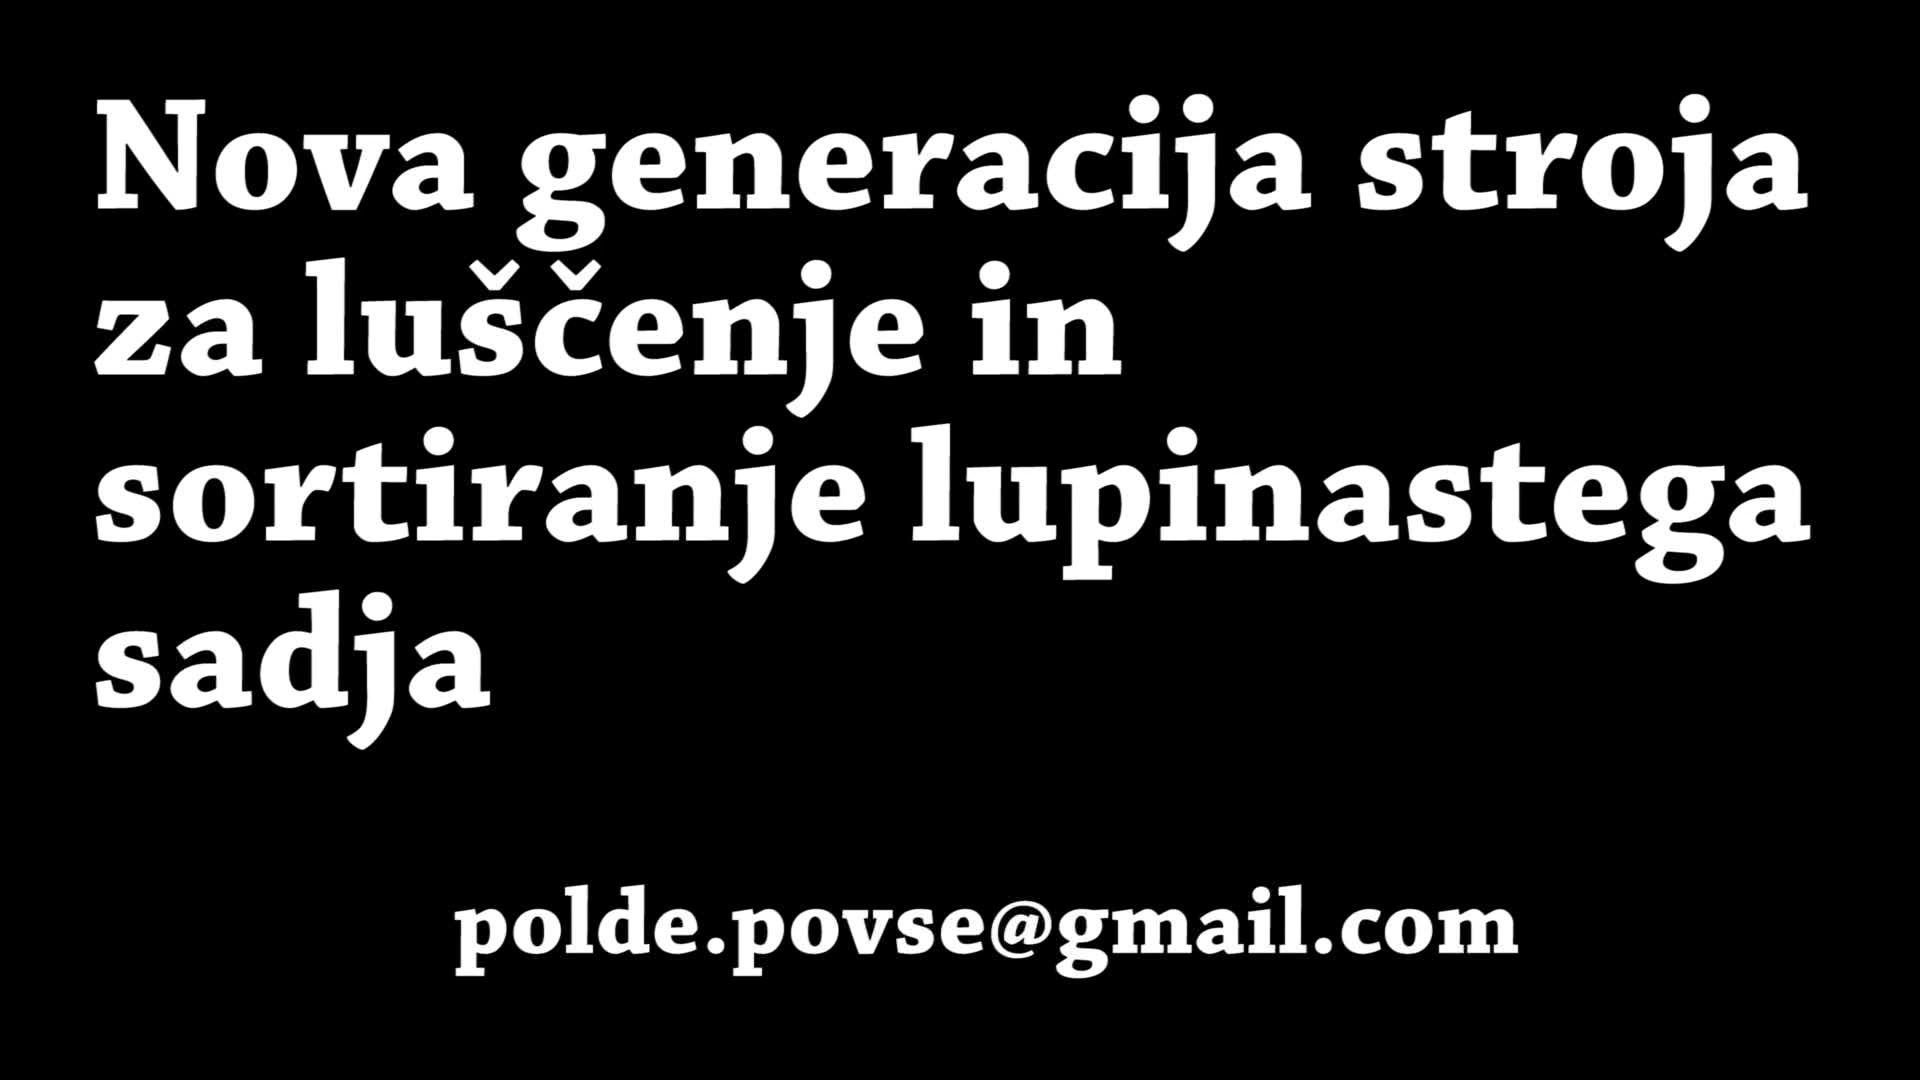 Nova generacija stroja
za luščenje in
sortiranje lupinastega
sadja
polde.povse@gmail.com